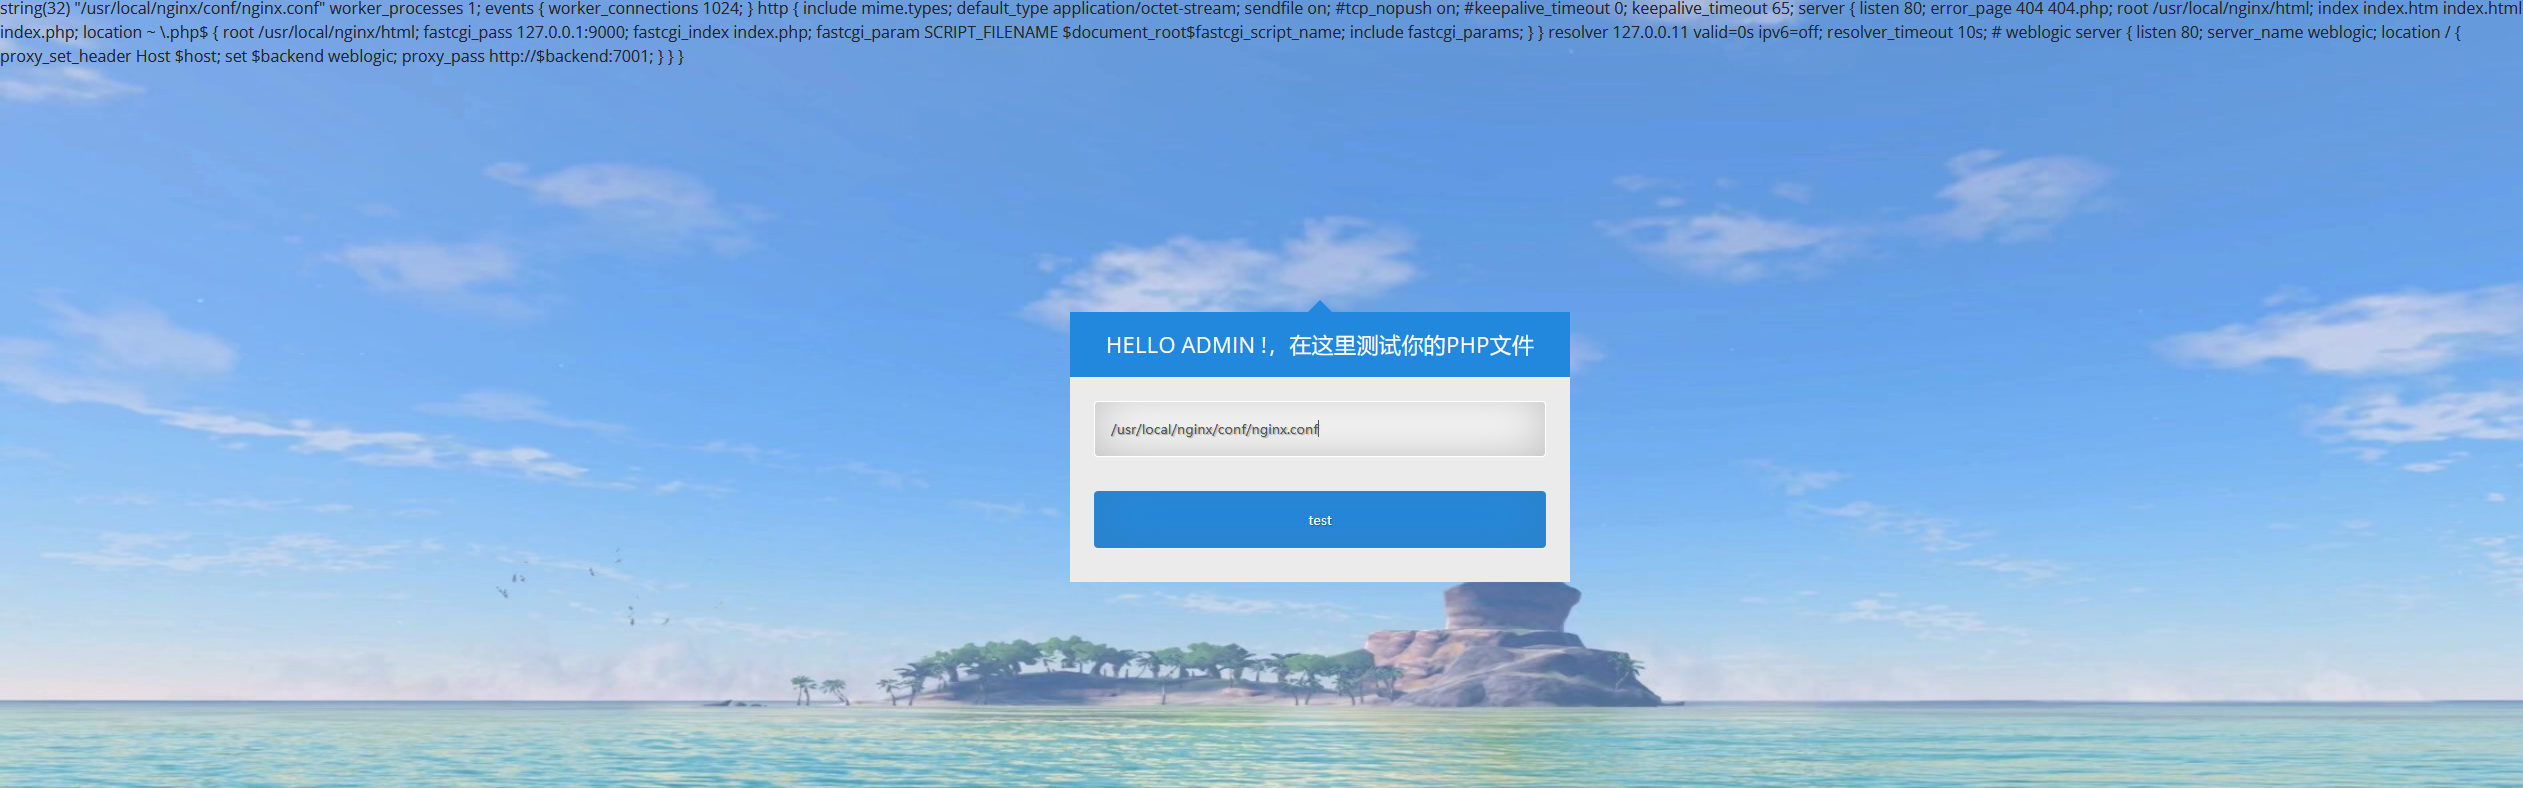 string(32) "/usr/local/nginx/conf/nginx.conf" worker_processes 1; events { worker_connections 1024; } http { include mime.types; default_type application/octet-stream; sendfile on; #tcp_nopush on; #keepalive_timeout 0; keepalive_timeout 65; server { listen 80; error_page 404 404.php; root /usr/local/nginx/html; index index.htm index.html
index.php; location ~ \.php$ { root /usr/local/nginx/html; fastcgi_pass 127.0.0.1:9000; fastcgi_index index.php; fastcgi_param SCRIPT_FILENAME $document_root$fastcgi_script_name; include fastcgi_params; } } resolver 127.0.0.11 valid=0s ipv6=off; resolver_timeout 10s; # weblogic server { listen 80; server_name weblogic; location / {
proxy_set_header Host $host; set $backend weblogic; proxy_pass http://$backend:7001; } } }
HELLO ADMIN !，在这里测试你的PHP文件
/usr/local/nginx/conf/nginx.conf
test